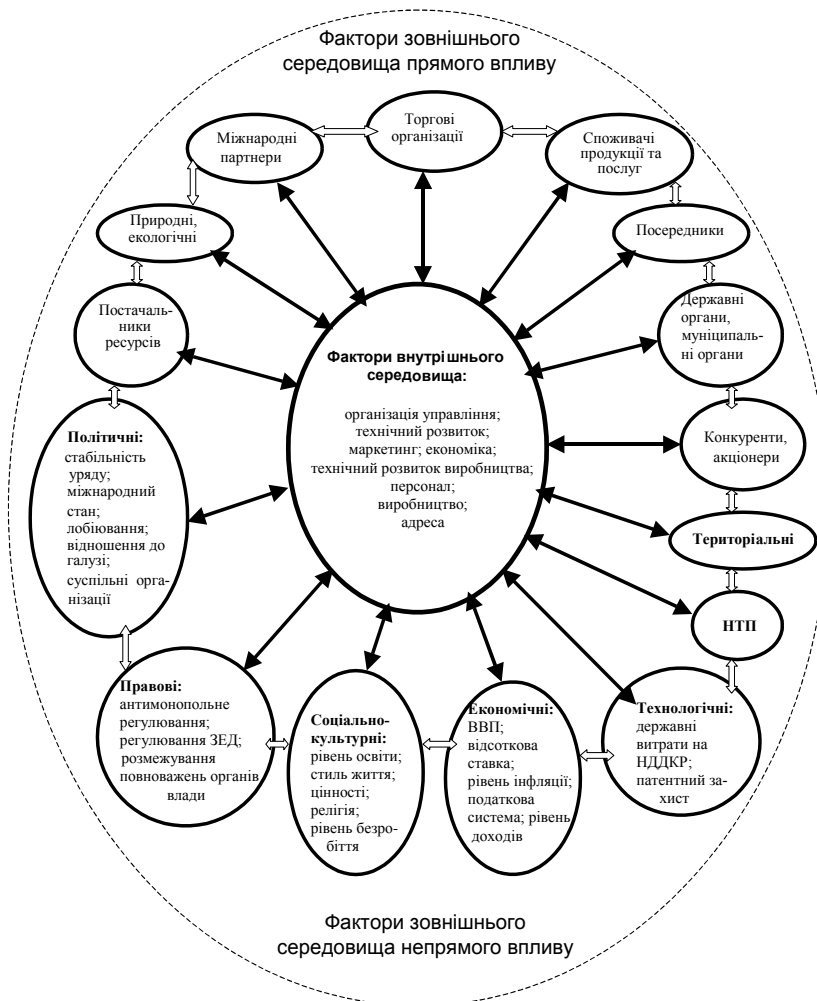 Фактори зовнішнього
середовища прямого впливу
Торгові
організації
Міжнародні
партнери
Споживачі
продукції та
послуг
Природні,
екологічні
Посередники
Постачаль-
ники
ресурсів
Державні
органи,
муніципаль-
ні органи
Фактори внутрішнього
середовища:
організація управління;
технічний розвиток;
маркетинг; економіка;
технічний розвиток виробництва;
персонал;
виробництво;
адреса
Політичні:
стабільність
уряду;
міжнародний
стан;
лобіювання;
відношення до
галузі;
суспільні орга-
нізації
Конкуренти,
акціонери
Територіальні
НТП
Правові:
антимонопольне
регулювання;
регулювання ЗЕД;
розмежування
повноважень органів
влади
Соціально-
культурні:
рівень освіти;
стиль життя;
цінності;
релігія;
рівень безро-
біття
Економічні:
ВВП;
відсоткова
ставка;
рівень інфляції;
податкова
система; рівень
доходів
Технологічні:
державні
витрати на
НДДКР;
патентний за-
хист
Фактори зовнішнього
середовища непрямого впливу